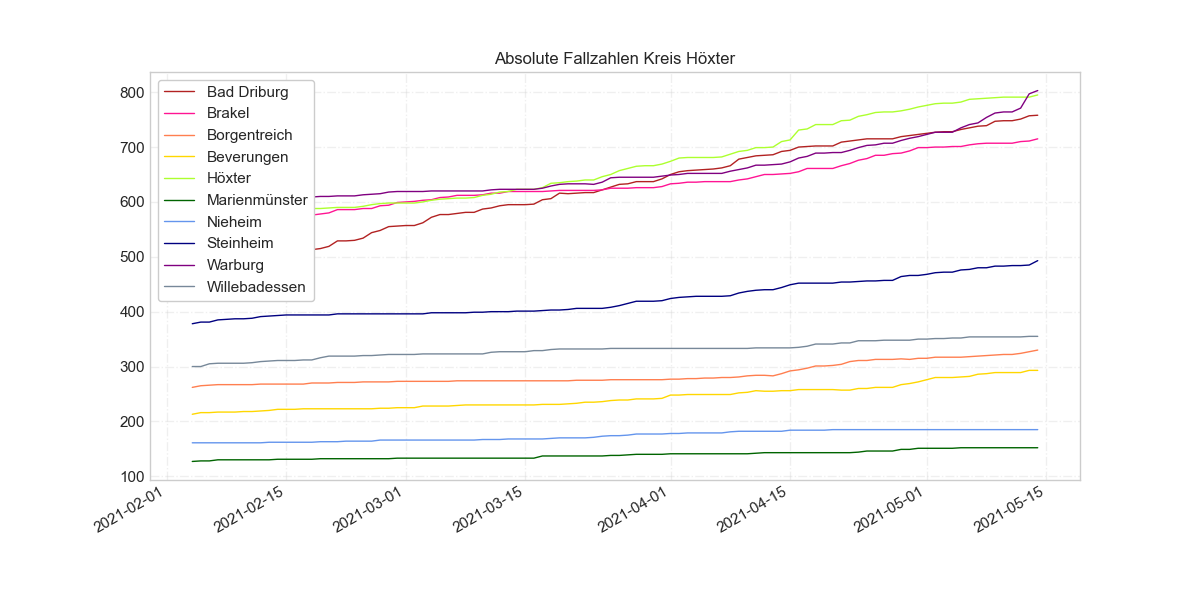 Absolute Fallzahlen Kreis Höxter
800
700
600
500
400
300
200
100
Bad Driburg
Brakel
Borgentreich
Beverungen
Höxter
Marienmünster
Nieheim
Steinheim
Warburg
Willebadessen
2021-02-01
2021-02-15
2021-03-01
2021-03-15
2021-04-01
2021-04-15
2021-05-01
2021-05-15